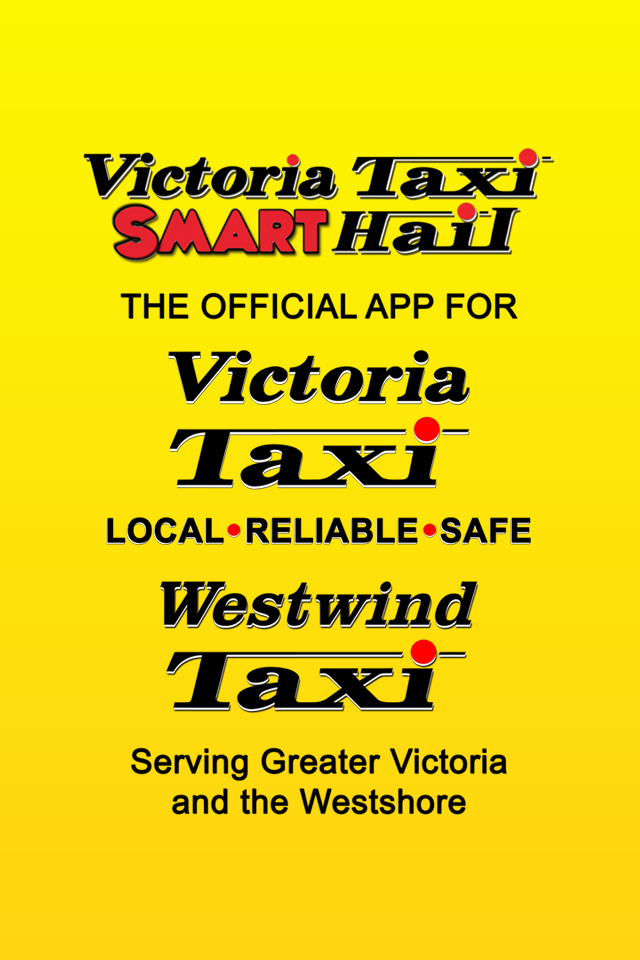 Victoria Taxi
SMART Hail
THE OFFICIAL APP FOR
Victoria
Taxi
LOCAL•RELIABLE•SAFE
Westwind
Taxi
Serving Greater Victoria
and the Westshore